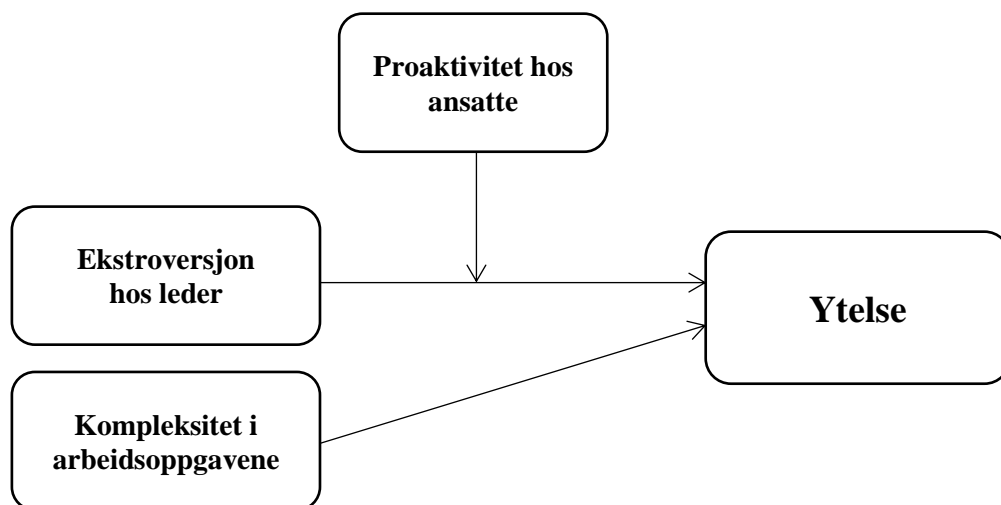 Proaktivitet hos
ansatte
Ekstroversjon
hos leder
Ytelse
Kompleksitet i
arbeidsoppgavene